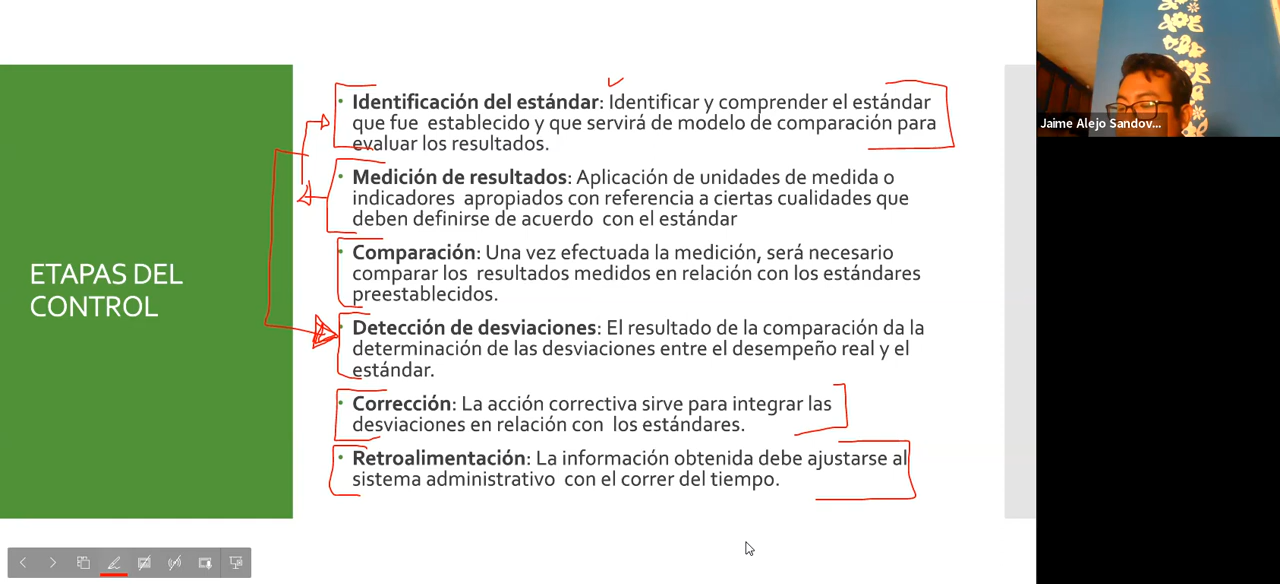 ETAPAS DEL
CONTROL
• Identificación del estándar: Identificar y comprender el estándar
que fue establecido y que servirá de modelo de comparación para
evaluar los resultados.
• Medición de resultados: Aplicación de unidades de medida o
indicadores apropiados con referencia a ciertas cualidades que
deben definirse de acuerdo con el estándar
• Comparación: Una vez efectuada la medición, será necesario
comparar los resultados medidos en relación con los estándares
preestablecidos.
• Detección de desviaciones: El resultado de la comparación da la
determinación de las desviaciones entre el desempeño real y el
estándar.
• Corrección: La acción correctiva sirve para integrar las
desviaciones en relación con los estándares.
• Retroalimentación: La información obtenida debe ajustarse al
sistema administrativo con el correr del tiempo.
Jaime Alejo Sandov...